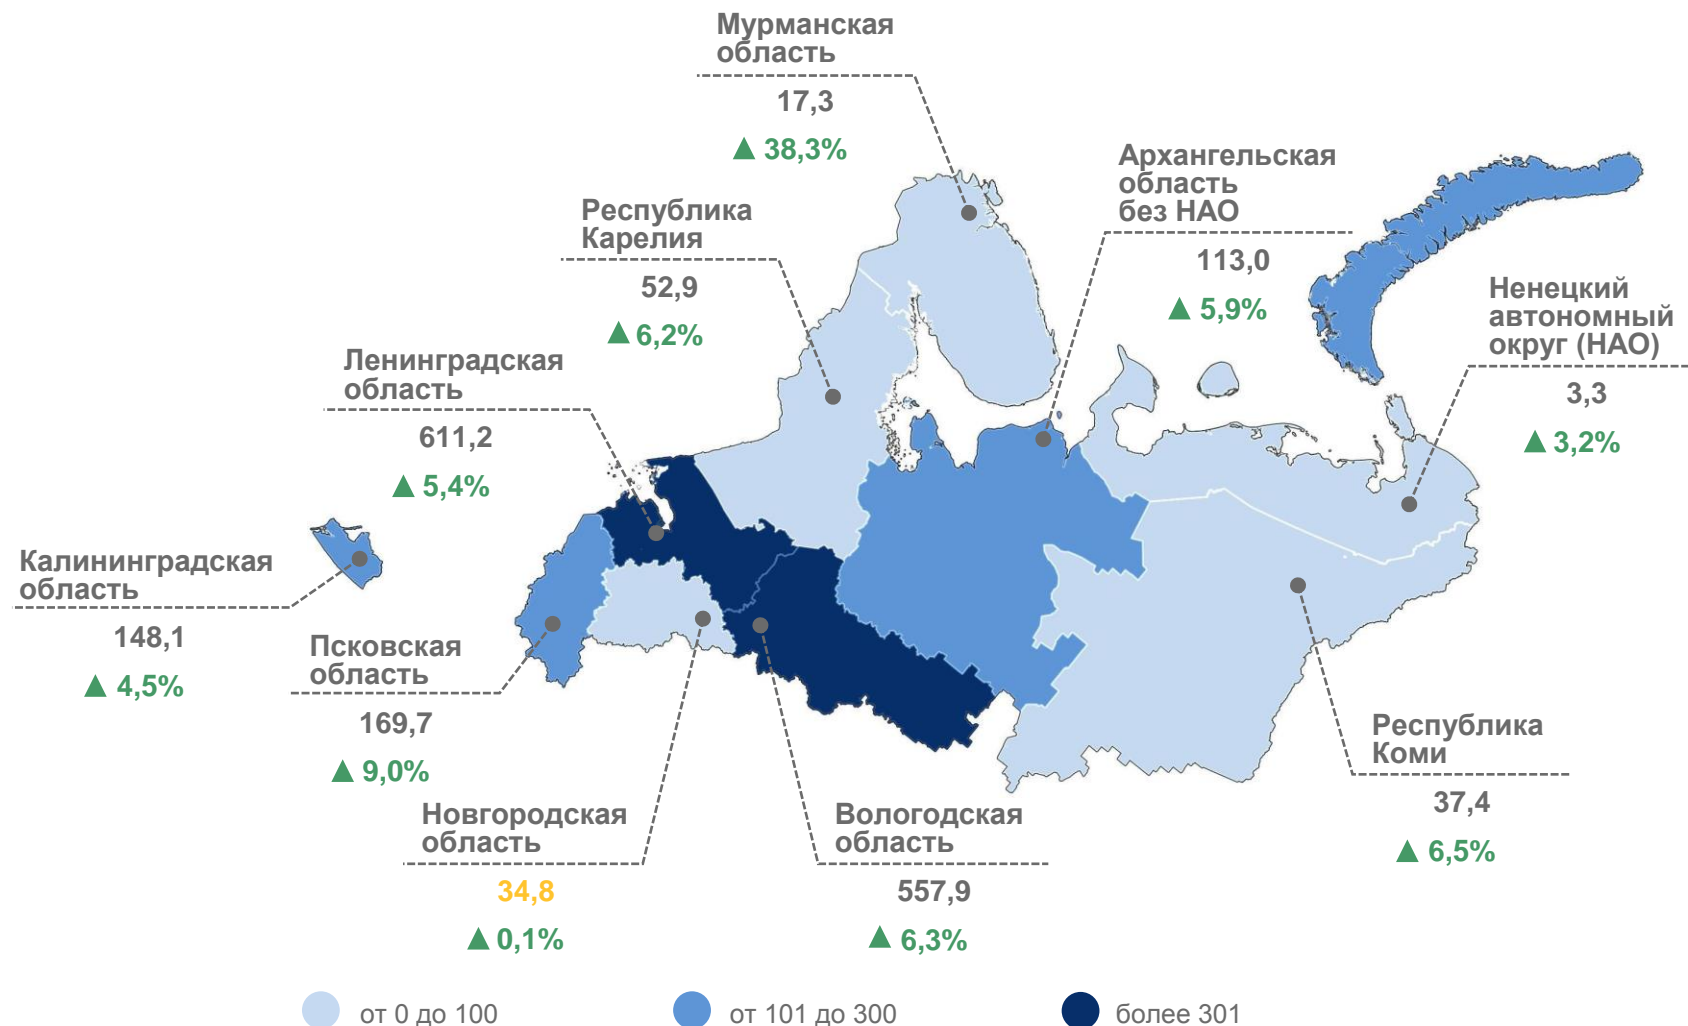 Мурманская
область
17,3
▲ 38,3%
Архангельская
область
без НАО
113,0
▲ 5,9%
Республика
Карелия
52,9
▲ 6,2%
Ненецкий
автономный
округ (НАО)
3,3
▲ 3,2%
Ленинградская
область
611,2
▲ 5,4%
Калининградская
область
148,1
▲ 4,5%
Псковская
область
169,7
▲ 9,0%
Республика
Коми
37,4
▲ 6,5%
Новгородская
область
34,8
▲ 0,1%
Вологодская
область
557,9
▲ 6,3%
от 0 до 100
от 101 до 300
более 301